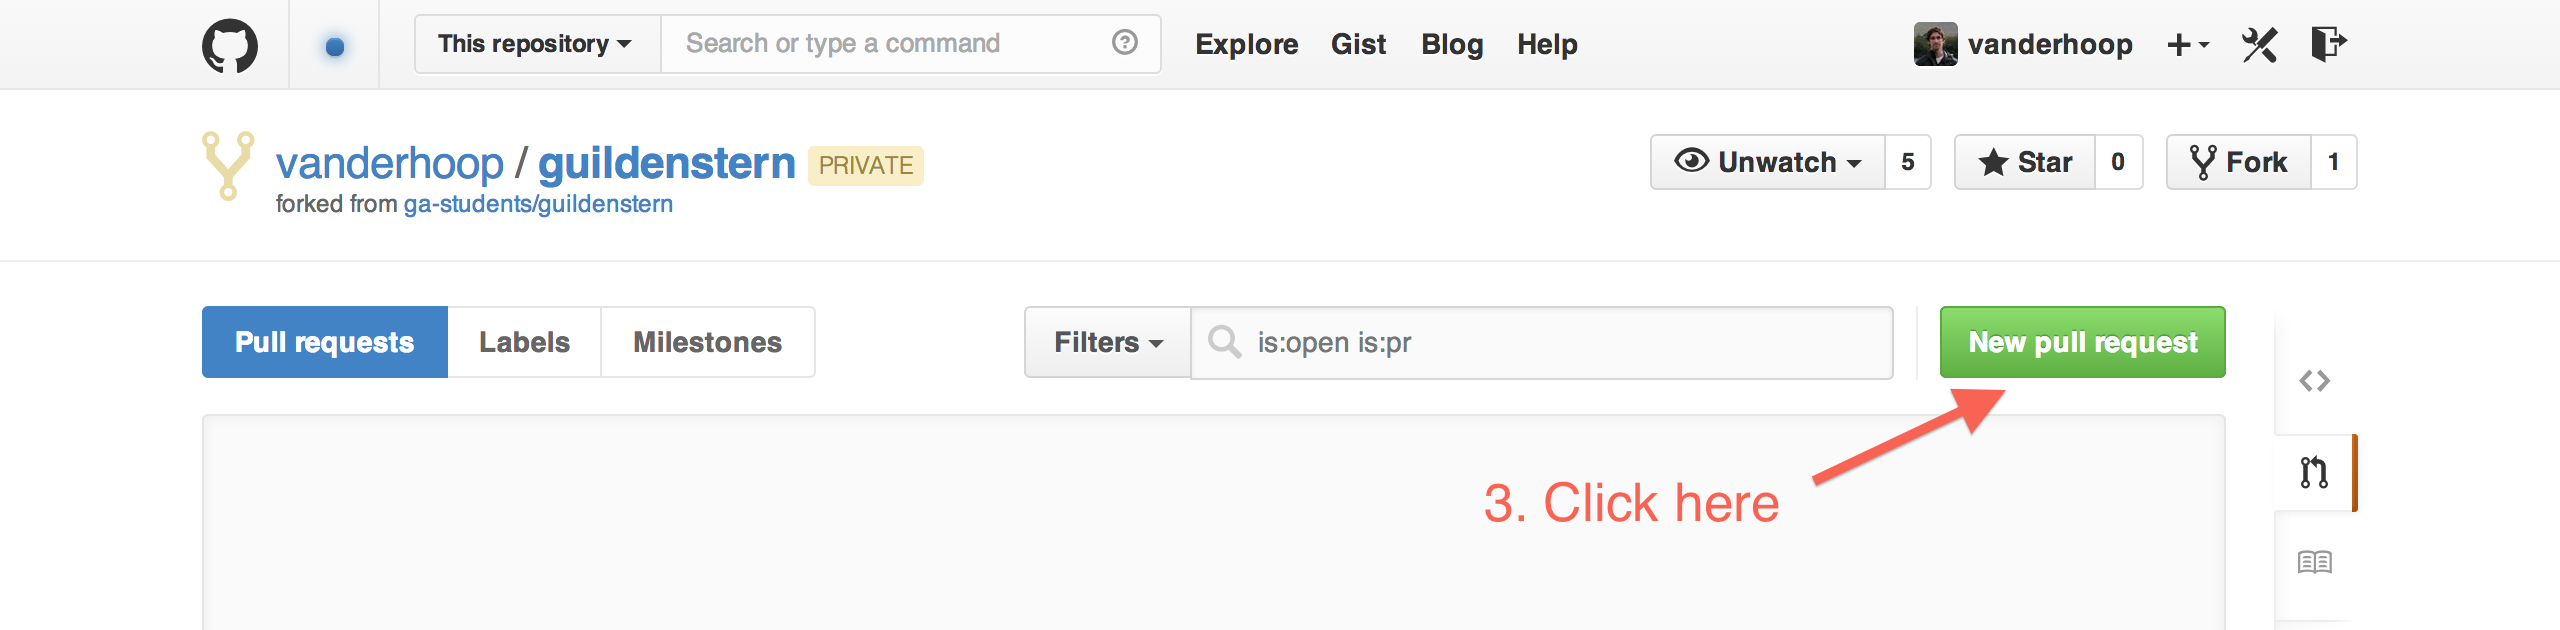 This repository Search or type a command Explore Gist Blog Help vanderhoop
vanderhoop / guildenstern PRIVATE Unwatch 5 Star 0 Fork 1
forked from ga-students/guildenstern
Pull requests Labels Milestones Filters is:open is:pr New pull request
3. Click here